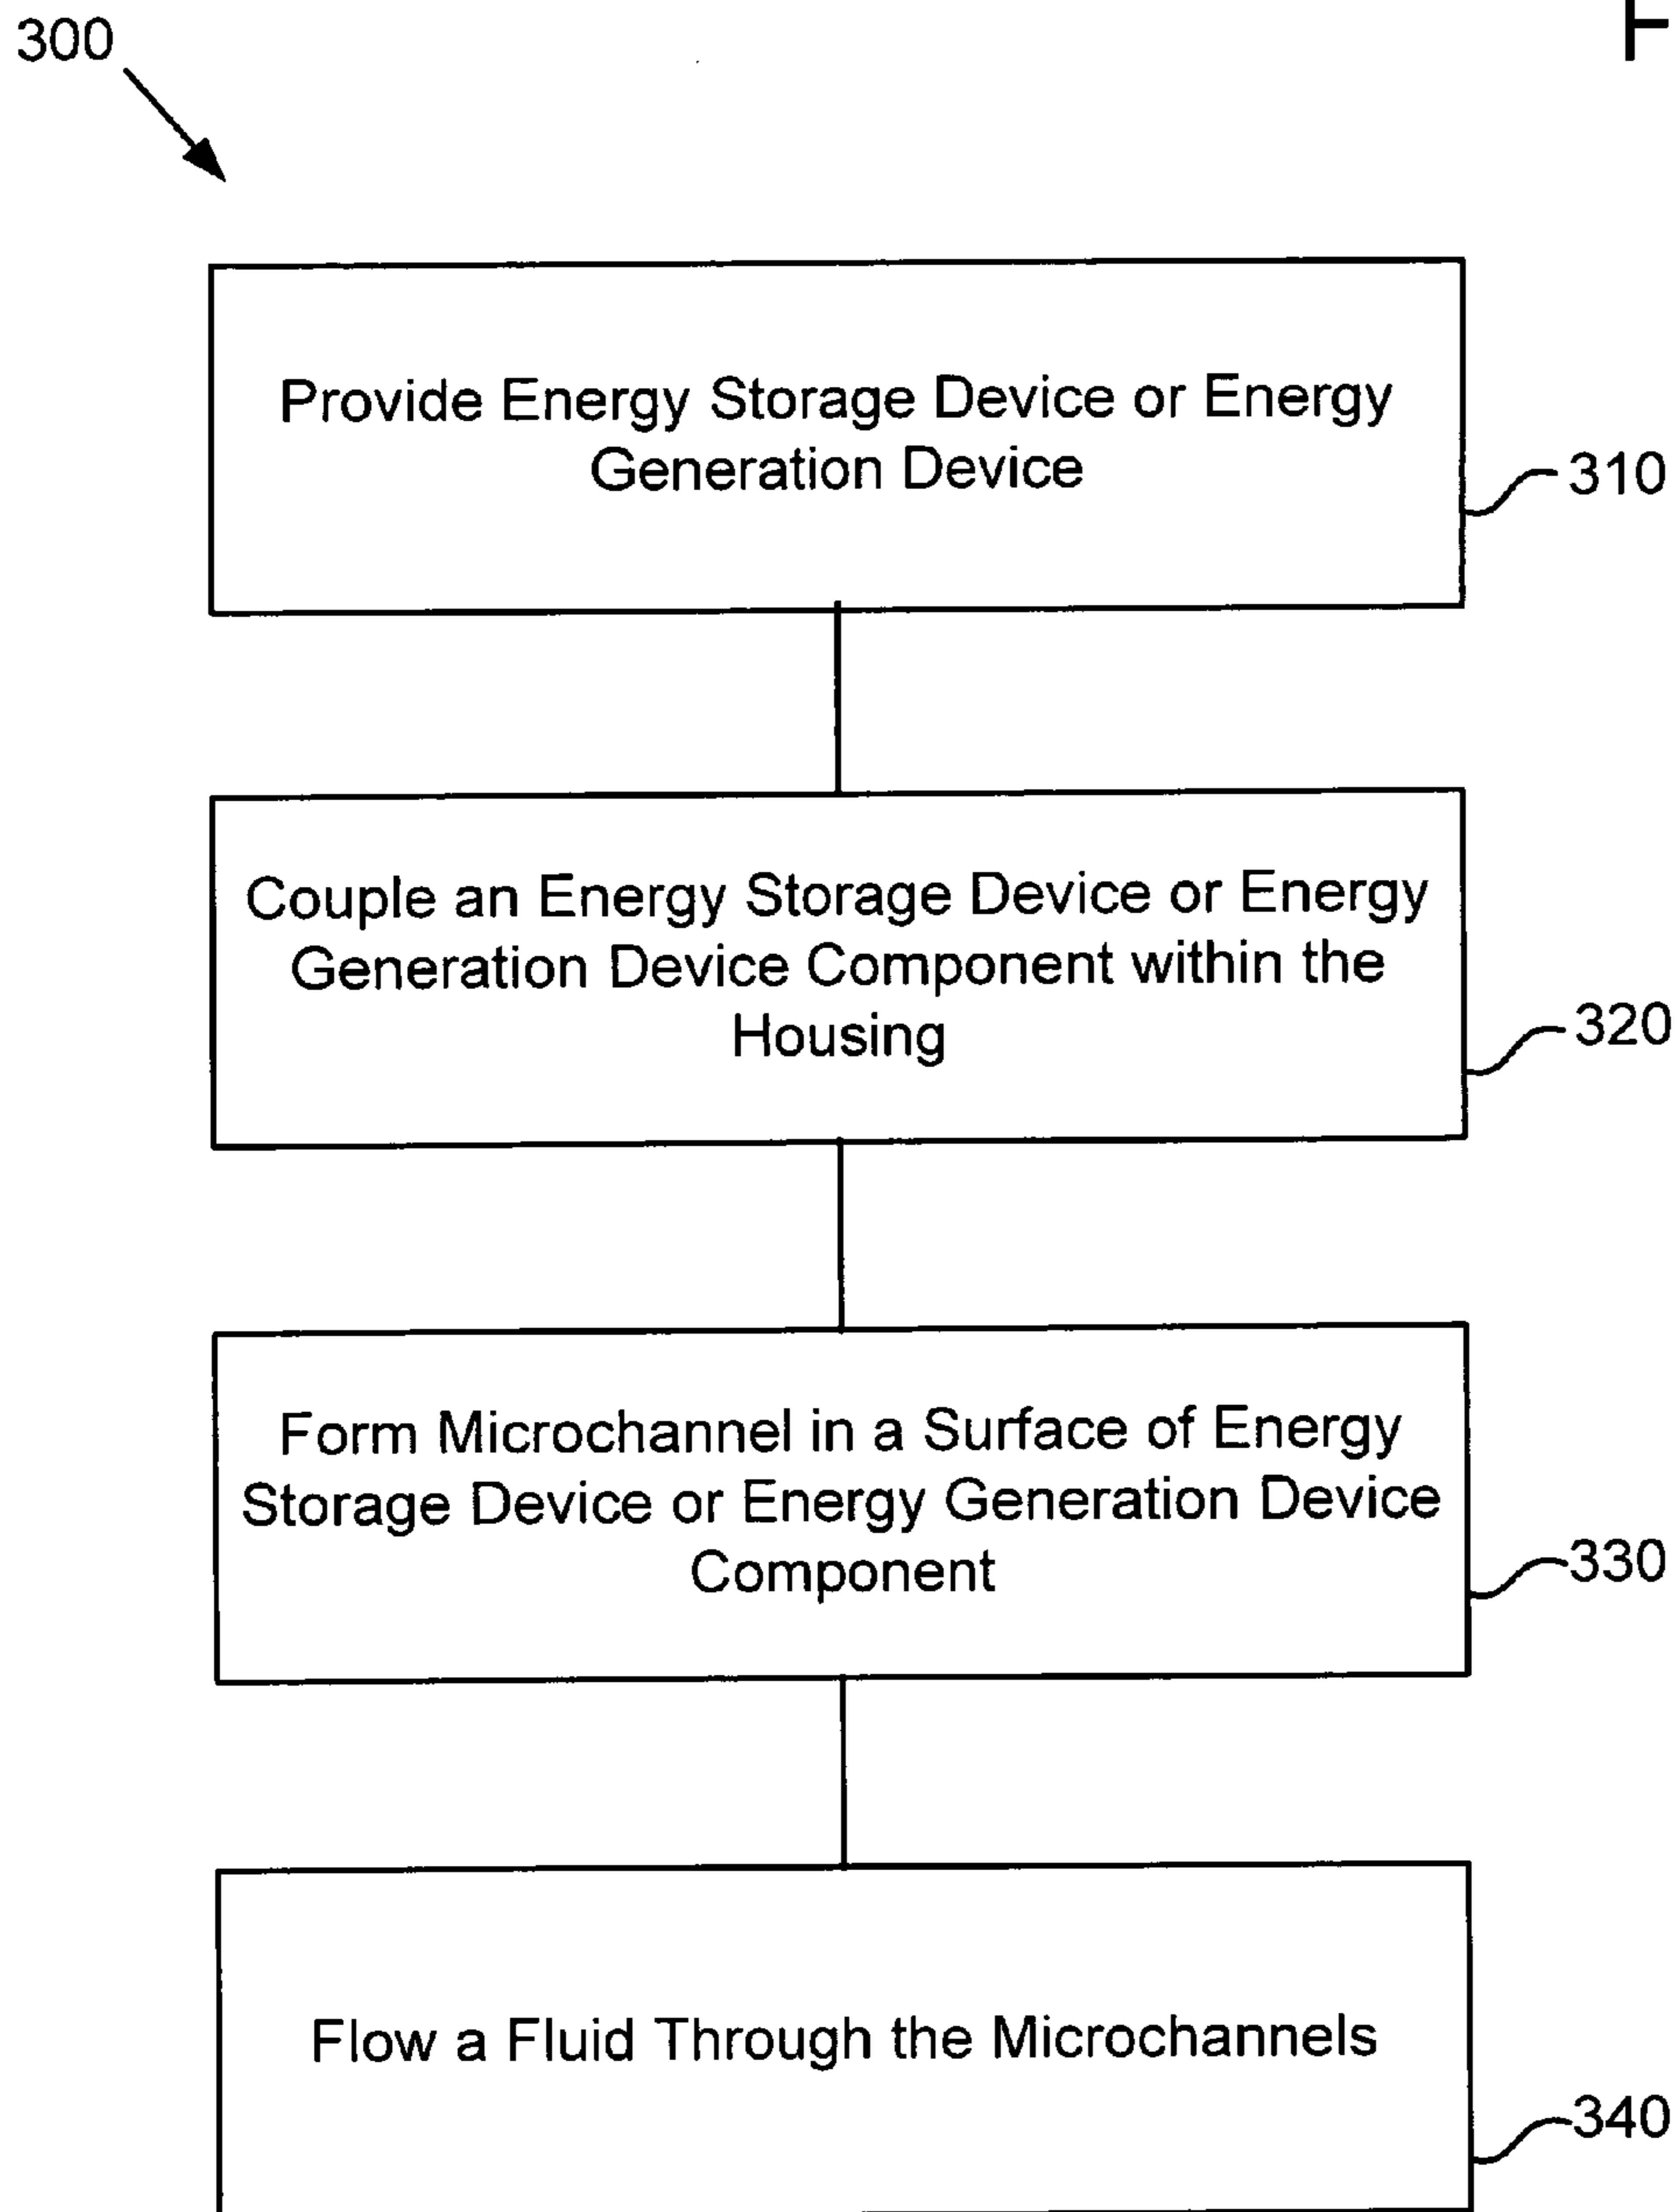 300
F
Provide Energy Storage Device or Energy
Generation Device
310
Couple an Energy Storage Device or Energy
Generation Device Component within the
Housing
320
Form Microchannel in a Surface of Energy
Storage Device or Energy Generation Device
Component
330
Flow a Fluid Through the Microchannels
340